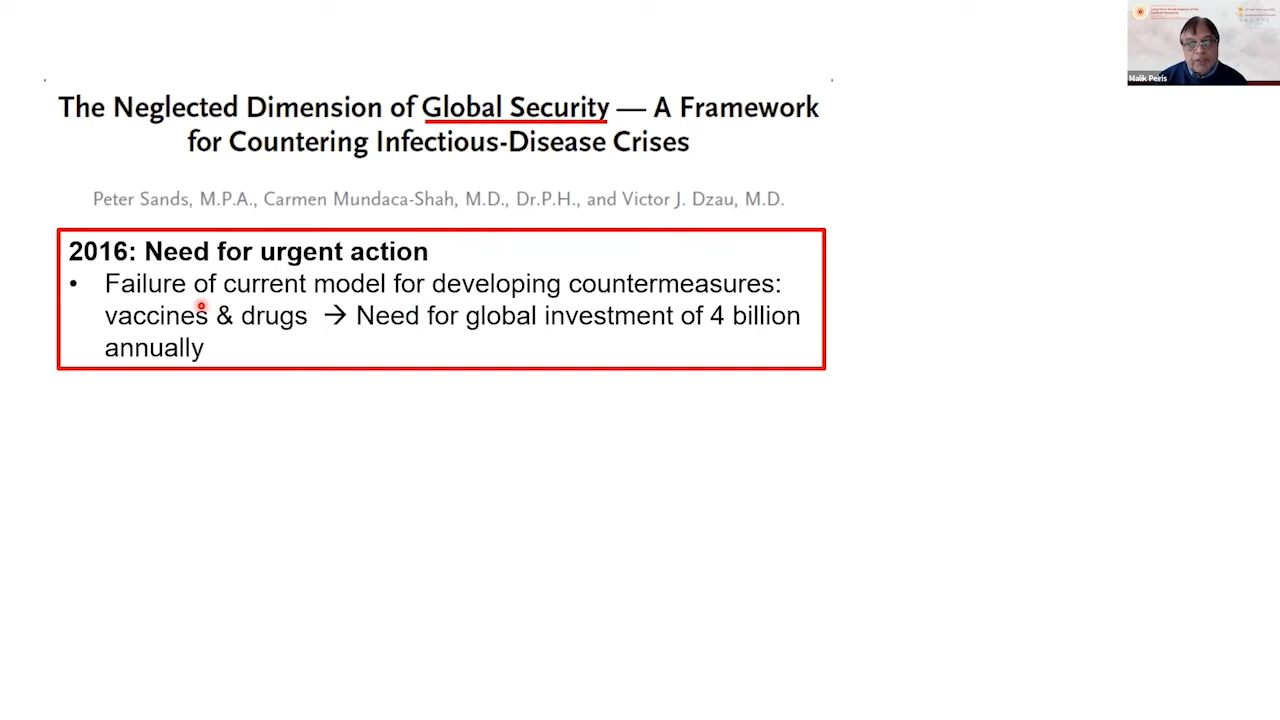 The Neglected Dimension of Global Security — A Framework
for Countering Infectious-Disease Crises
Peter Sands, M.P.A., Carmen Mundaca-Shah, M.D., Dr.P.H., and Victor J. Dzau, M.D.
2016: Need for urgent action
• Failure of current model for developing countermeasures:
vaccines & drugs → Need for global investment of 4 billion
annually
Malik Peiris